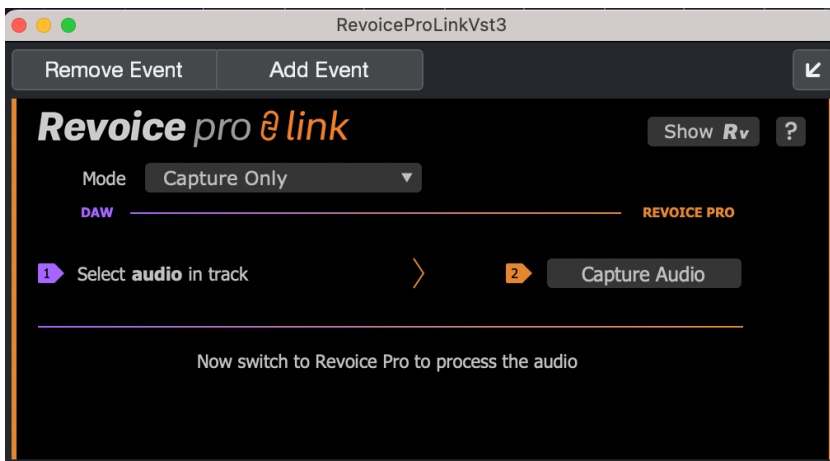 RevoiceProLinkVst3
Remove Event Add Event
Revoice pro link
Show Rv ?
Mode Capture Only
DAW REVOICE PRO
1 Select audio in track 2 Capture Audio
Now switch to Revoice Pro to process the audio